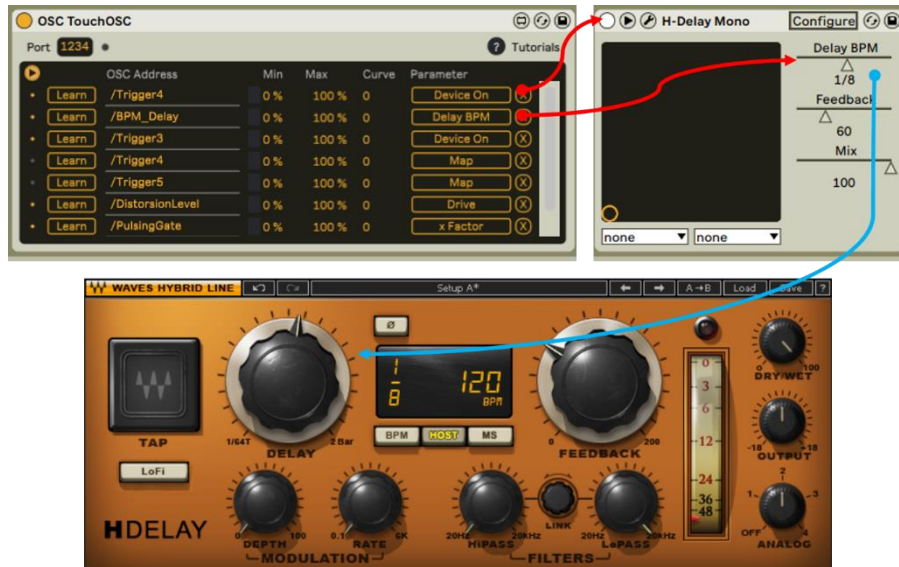 OSC TouchOSC
Port 1234
? Tutorials
OSC Address Min Max Curve Parameter
Learn /Trigger4 0 % 100 % 0 Device On X
Learn /BPM_Delay 0 % 100 % 0 Delay BPM
Learn /Trigger3 0 % 100 % 0 Device On X
Learn /Trigger4 0 % 100 % 0 Map X
Learn /Trigger5 0 % 100 % 0 Map X
Learn /DistorsionLevel 0 % 100 % 0 Drive X
Learn /PulsingGate 0 % 100 % 0 x Factor X
H-Delay Mono Configure
Delay BPM
1/8
Feedback
60
Mix
100
none none
WAVES HYBRID LINE Setup A* A→B Load Save ?
TAP
LoFi
HDELAY
1/64T 2 Bar
DELAY
Ø
1/8 120 BPM
BPM HOST MS
0 200
FEEDBACK
0 100
DEPTH
0.1 6K
RATE
MODULATION
20Hz 20kHz
HiPASS
LINK
20Hz 20kHz
LoPASS
FILTERS
0
3
6
12
24
36
48
0 100
DRY/WET
-18 +18
OUTPUT
OFF 1 2 3 4
ANALOG